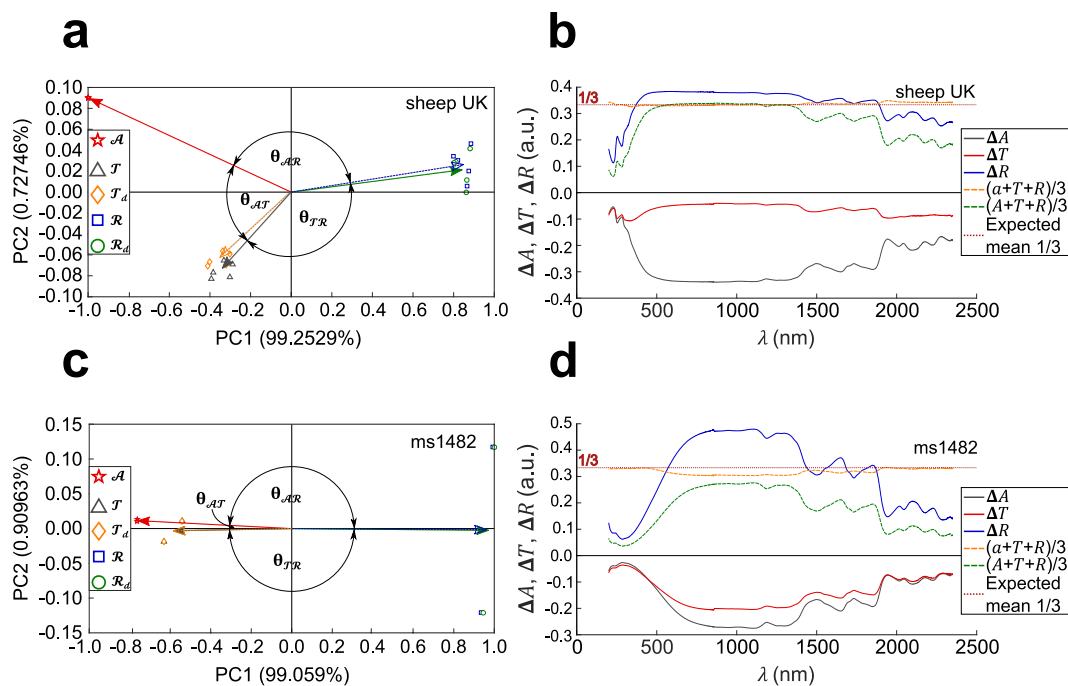 a
sheep UK
0.10
0.08
0.06
0.04
0.02
0.00
-0.02
-0.04
-0.06
-0.08
-0.10
PC2 (0.72746%)
𝒜
𝒯
𝒯d
ℛ
ℛd
θ𝒜ℛ
θ𝒜𝒯
θ𝒯ℛ
-1.0 -0.8 -0.6 -0.4 -0.2 0.0 0.2 0.4 0.6 0.8 1.0
PC1 (99.2529%)
b
sheep UK
1/3
0.4
0.3
0.2
0.1
0.0
-0.1
-0.2
-0.3
-0.4
ΔA, ΔT, ΔR (a.u.)
ΔA
ΔT
ΔR
(a+T+R)/3
(A+T+R)/3
Expected
mean 1/3
0 500 1000 1500 2000 2500
λ (nm)
c
ms1482
0.15
0.10
0.05
0.00
-0.05
-0.10
-0.15
PC2 (0.90963%)
𝒜
𝒯
𝒯d
ℛ
ℛd
θ𝒜𝒯
θ𝒜ℛ
θ𝒯ℛ
-1.0 -0.8 -0.6 -0.4 -0.2 0.0 0.2 0.4 0.6 0.8 1.0
PC1 (99.059%)
d
ms1482
1/3
0.5
0.4
0.3
0.2
0.1
0.0
-0.1
-0.2
-0.3
ΔA, ΔT, ΔR (a.u.)
ΔA
ΔT
ΔR
(a+T+R)/3
(A+T+R)/3
Expected
mean 1/3
0 500 1000 1500 2000 2500
λ (nm)